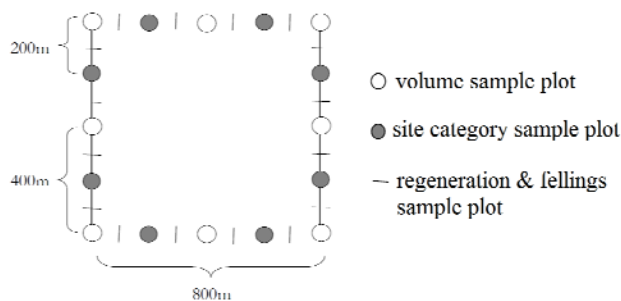 200m
400m
800m
volume sample plot
site category sample plot
regeneration & fellings
sample plot